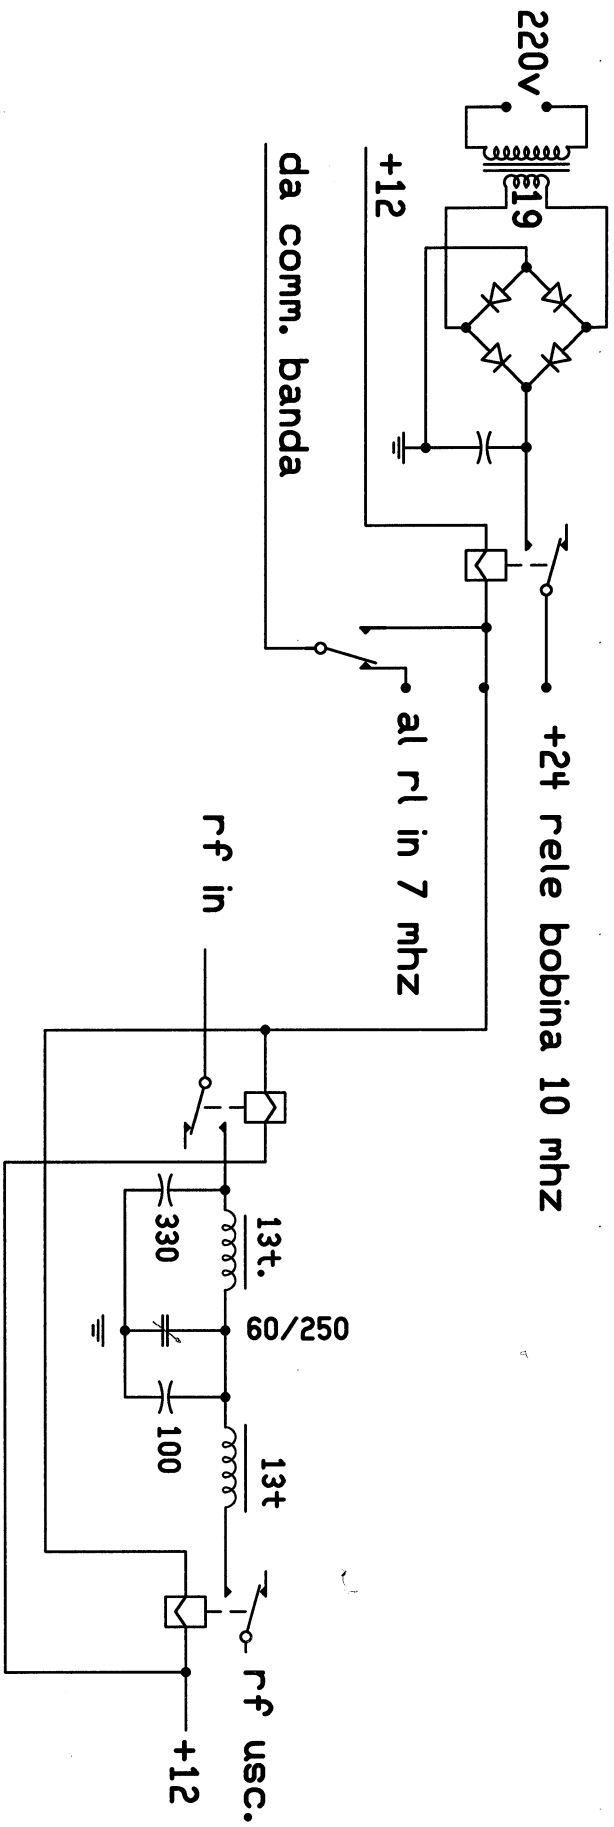 220v
19
+12
da comm. banda
+24 rele bobina 10 mhz
al rl in 7 mhz
rf in
330
13t.
60/250
100
13t
rf usc.
+12